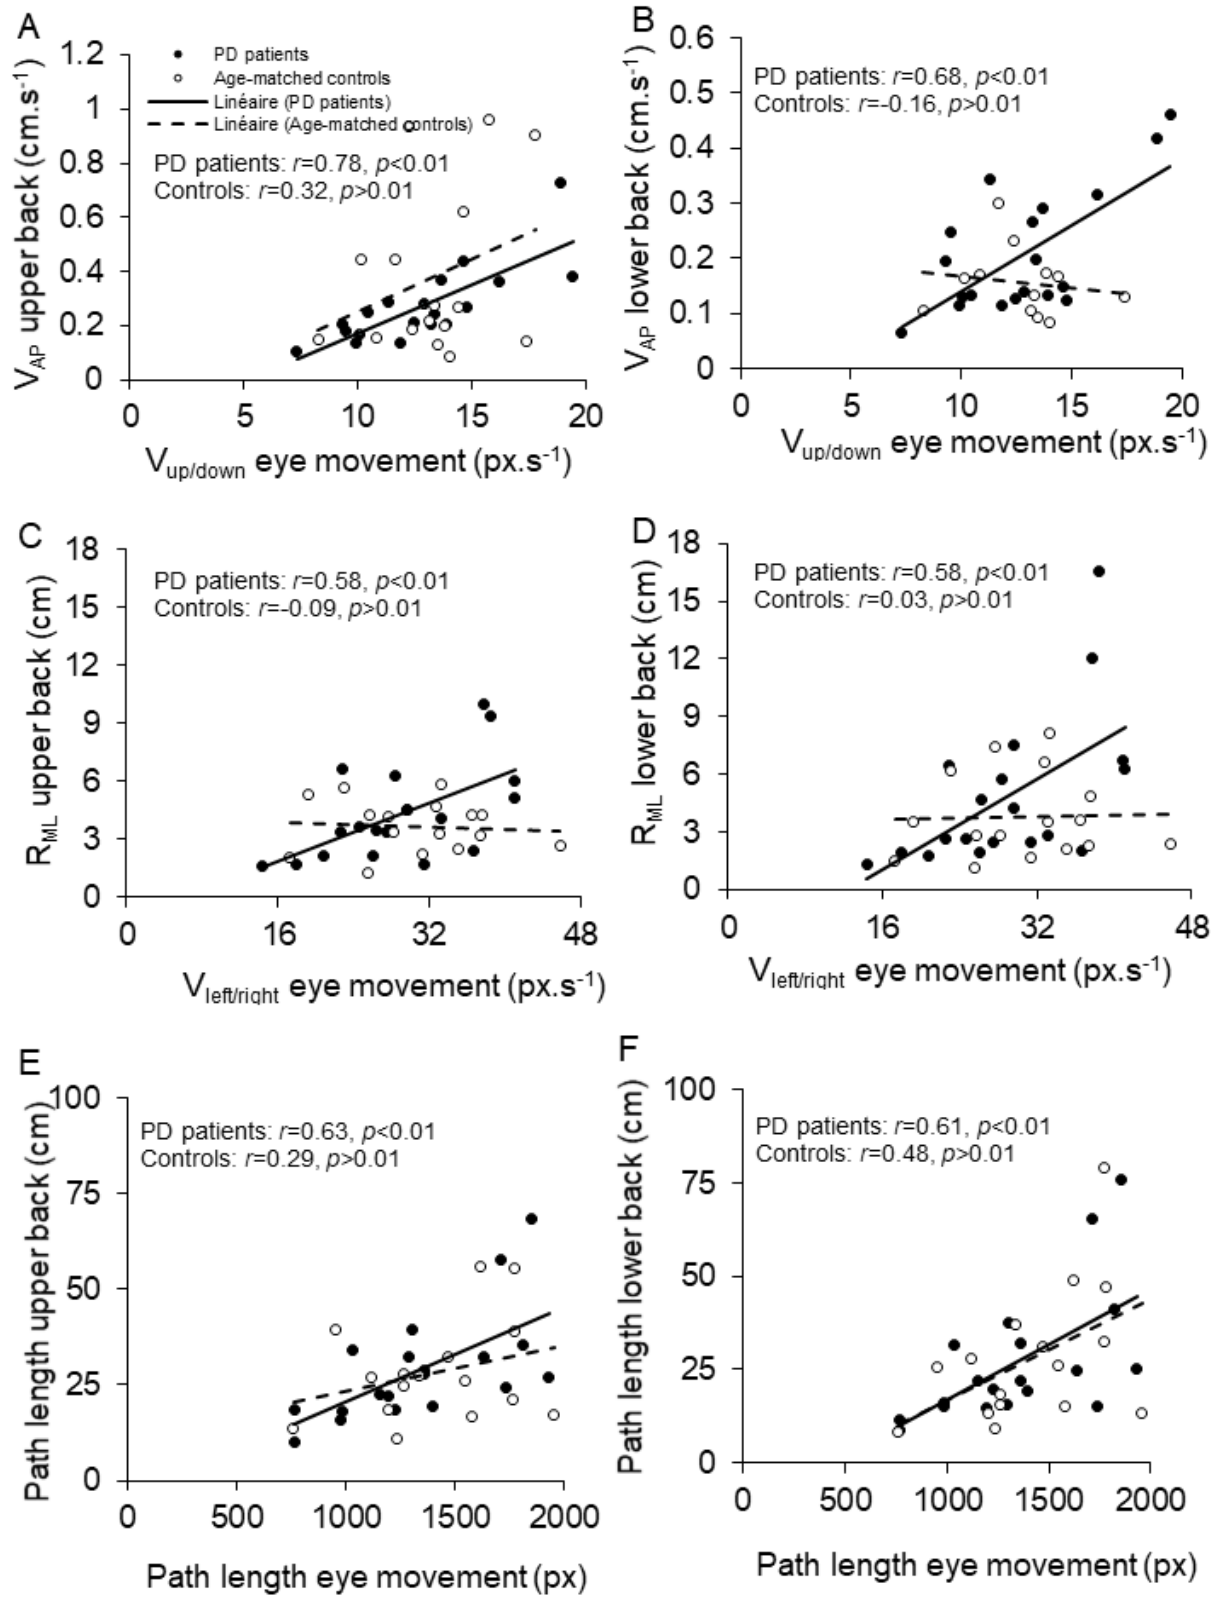 A
V_AP upper back (cm.s⁻¹)
1.2
1
0.8
0.6
0.4
0.2
0
PD patients
Age-matched controls
Linéaire (PD patients)
Linéaire (Age-matched controls)
PD patients: r=0.78, p<0.01
Controls: r=0.32, p>0.01
0 5 10 15 20
V_up/down eye movement (px.s⁻¹)
B
V_AP lower back (cm.s⁻¹)
0.6
0.5
0.4
0.3
0.2
0.1
0
PD patients: r=0.68, p<0.01
Controls: r=-0.16, p>0.01
0 5 10 15 20
V_up/down eye movement (px.s⁻¹)
C
R_ML upper back (cm)
18
15
12
9
6
3
0
PD patients: r=0.58, p<0.01
Controls: r=-0.09, p>0.01
0 16 32 48
V_left/right eye movement (px.s⁻¹)
D
R_ML lower back (cm)
18
15
12
9
6
3
0
PD patients: r=0.58, p<0.01
Controls: r=0.03, p>0.01
0 16 32 48
V_left/right eye movement (px.s⁻¹)
E
Path length upper back (cm)
100
75
50
25
0
PD patients: r=0.63, p<0.01
Controls: r=0.29, p>0.01
0 500 1000 1500 2000
Path length eye movement (px)
F
Path length lower back (cm)
100
75
50
25
0
PD patients: r=0.61, p<0.01
Controls: r=0.48, p>0.01
0 500 1000 1500 2000
Path length eye movement (px)